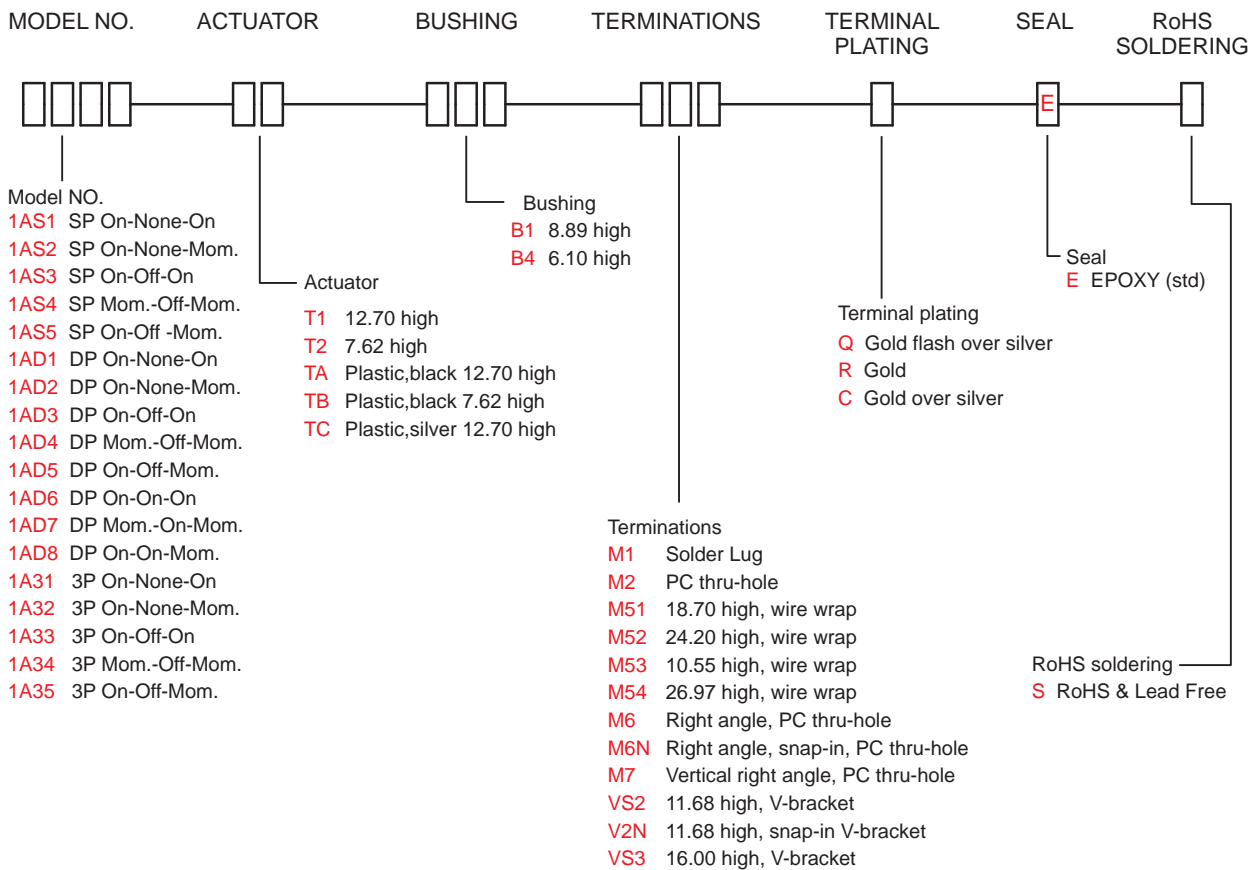 MODEL NO.
ACTUATOR
BUSHING
TERMINATIONS
TERMINAL
PLATING
SEAL
RoHS
SOLDERING
E
Model NO.
1AS1 SP On-None-On
1AS2 SP On-None-Mom.
1AS3 SP On-Off-On
1AS4 SP Mom.-Off-Mom.
1AS5 SP On-Off -Mom.
1AD1 DP On-None-On
1AD2 DP On-None-Mom.
1AD3 DP On-Off-On
1AD4 DP Mom.-Off-Mom.
1AD5 DP On-Off-Mom.
1AD6 DP On-On-On
1AD7 DP Mom.-On-Mom.
1AD8 DP On-On-Mom.
1A31 3P On-None-On
1A32 3P On-None-Mom.
1A33 3P On-Off-On
1A34 3P Mom.-Off-Mom.
1A35 3P On-Off-Mom.
Actuator
T1 12.70 high
T2 7.62 high
TA Plastic,black 12.70 high
TB Plastic,black 7.62 high
TC Plastic,silver 12.70 high
Bushing
B1 8.89 high
B4 6.10 high
Terminations
M1 Solder Lug
M2 PC thru-hole
M51 18.70 high, wire wrap
M52 24.20 high, wire wrap
M53 10.55 high, wire wrap
M54 26.97 high, wire wrap
M6 Right angle, PC thru-hole
M6N Right angle, snap-in, PC thru-hole
M7 Vertical right angle, PC thru-hole
VS2 11.68 high, V-bracket
V2N 11.68 high, snap-in V-bracket
VS3 16.00 high, V-bracket
Terminal plating
Q Gold flash over silver
R Gold
C Gold over silver
Seal
E EPOXY (std)
RoHS soldering
S RoHS & Lead Free